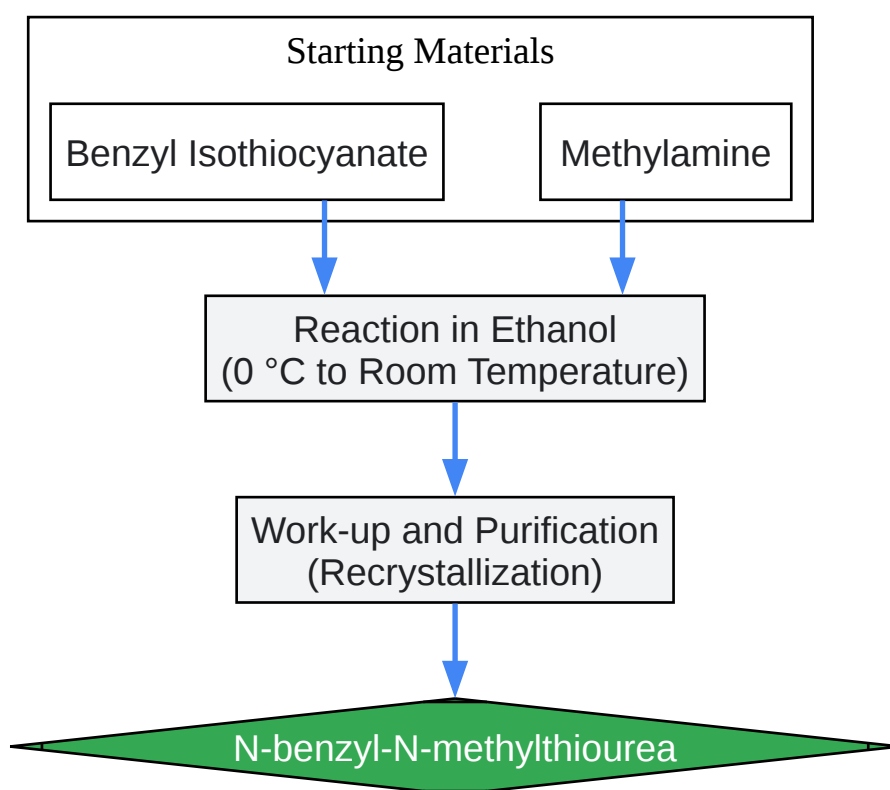 Starting Materials
Benzyl Isothiocyanate
Methylamine
Reaction in Ethanol
(0 °C to Room Temperature)
Work-up and Purification
(Recrystallization)
N-benzyl-N-methylthiourea